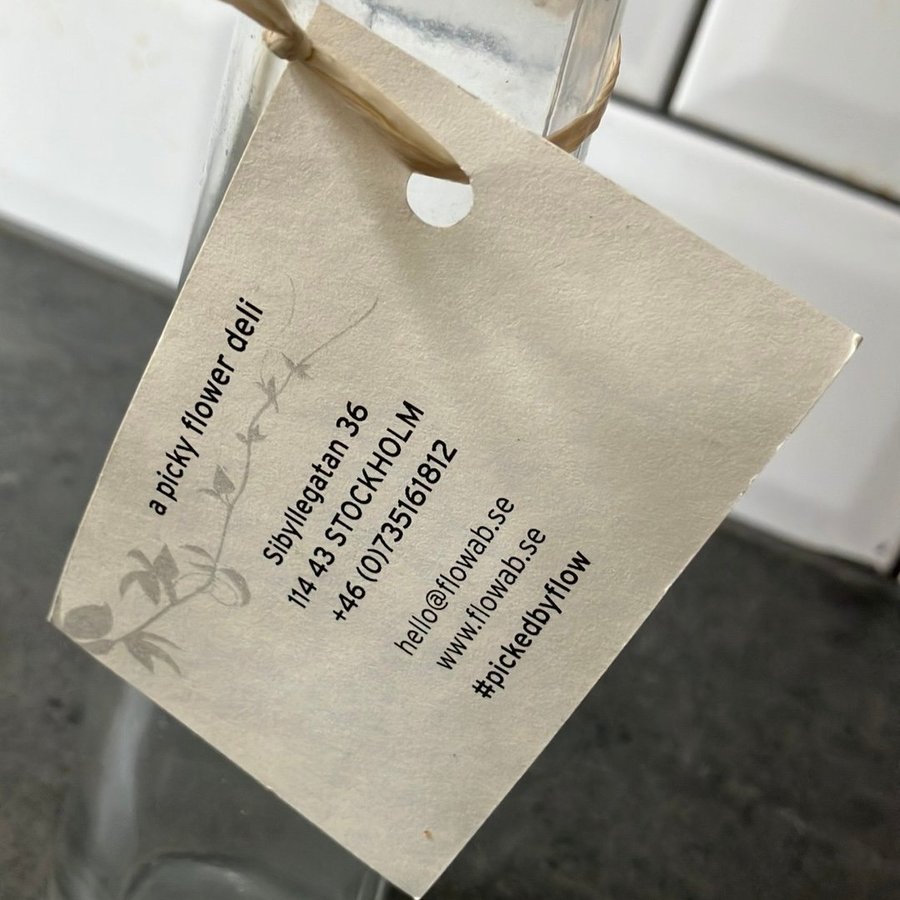 a picky flower deli
Sibyllegatan 36
114 43 STOCKHOLM
+46 (0)735161812
hello@flowab.se
www.flowab.se
#pickedbyflow